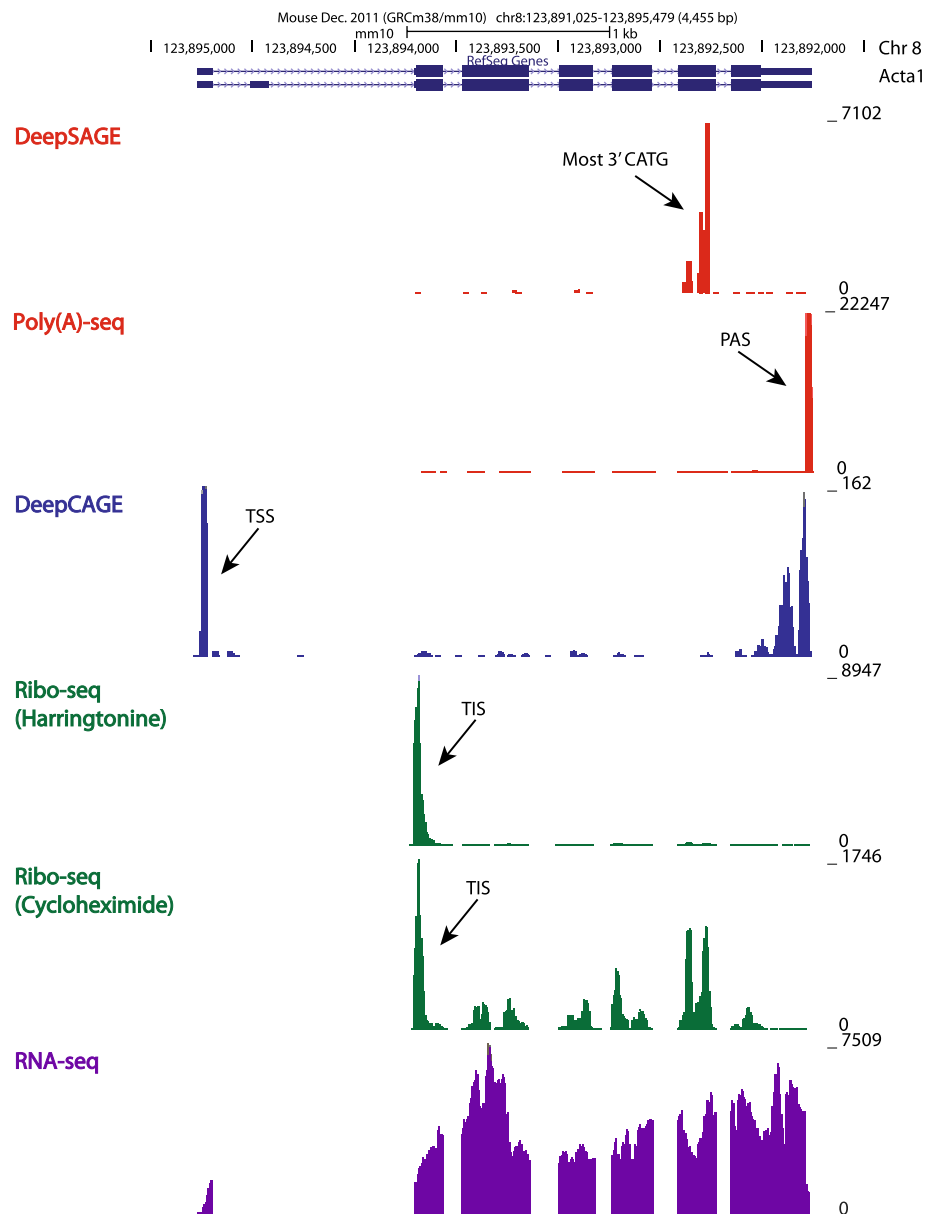 Mouse Dec. 2011 (GRCm38/mm10) chr8:123,891,025-123,895,479 (4,455 bp)
mm10 1 kb
123,895,000 123,894,500 123,894,000 123,893,500 123,893,000 123,892,500 123,892,000 Chr 8
RefSeq Genes
Acta1
DeepSAGE
7102
Most 3' CATG
0
Poly(A)-seq
22247
PAS
0
DeepCAGE
162
TSS
0
Ribo-seq
(Harringtonine)
8947
TIS
0
Ribo-seq
(Cycloheximide)
1746
TIS
0
RNA-seq
7509
0